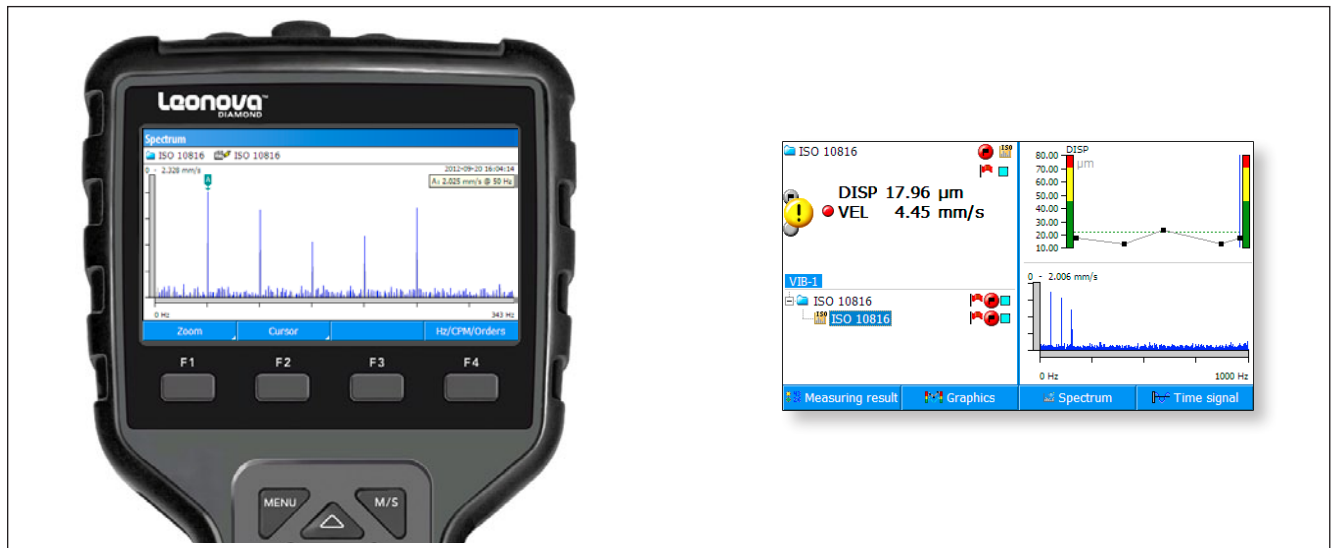 Leonova™
DIAMOND
Spectrum
ISO 10816 ISO 10816
0 - 2.328 mm/s
2012-09-20 16:04:14
A: 2.025 mm/s @ 50 Hz
A
0 Hz
343 Hz
Zoom Cursor Hz/CPM/Orders
F1 F2 F3 F4
MENU M/S
ISO 10816
ISO
DISP 17.96 µm
VEL 4.45 mm/s
VIB-1
ISO 10816
ISO ISO 10816
DISP
µm
80.00
70.00
60.00
50.00
40.00
30.00
20.00
10.00
0 - 2.006 mm/s
0 Hz 1000 Hz
Measuring result Graphics Spectrum Time signal